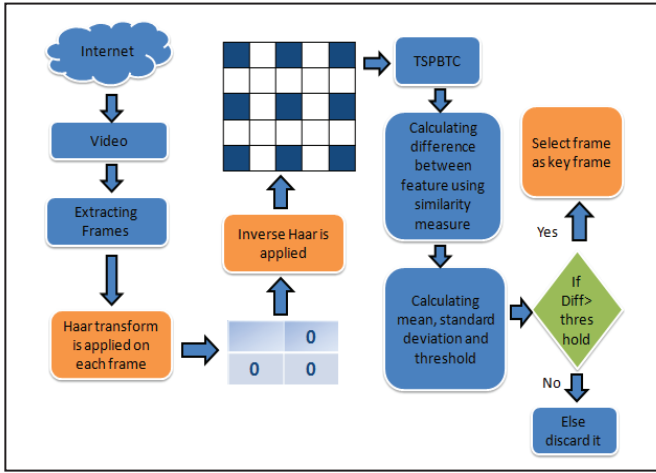 Internet
Video
Extracting
Frames
Haar transform
is applied on
each frame
0
0 0
Inverse Haar is
applied
TSPBTC
Calculating
difference
between
feature using
similarity
measure
Calculating
mean, standard
deviation and
threshold
If
Diff>
thres
hold
Yes
Select frame
as key frame
No
Else
discard it